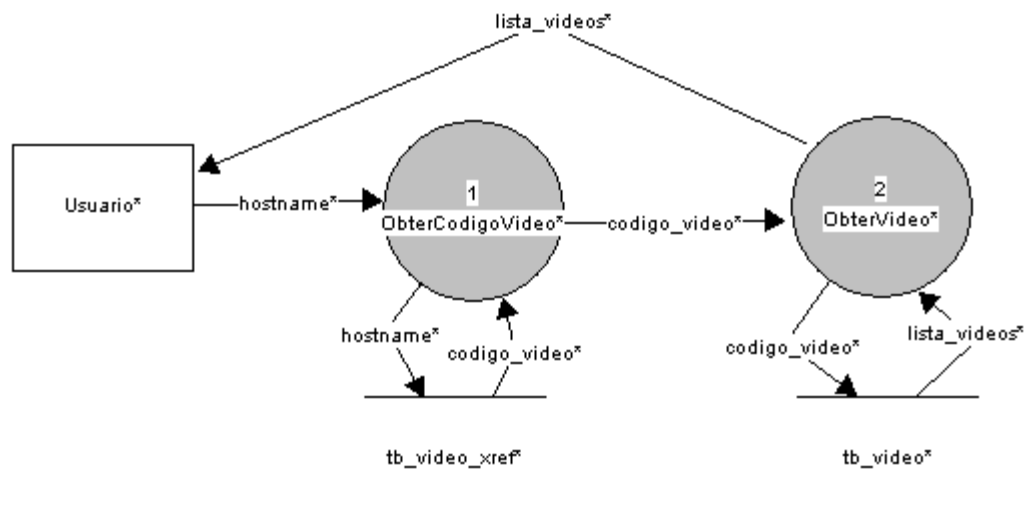 lista_videos*
Usuario*
hostname*
1
ObterCodigoVideo*
codigo_video*
2
ObterVideo*
hostname*
codigo_video*
codigo_video*
lista_videos*
tb_video_xref*
tb_video*